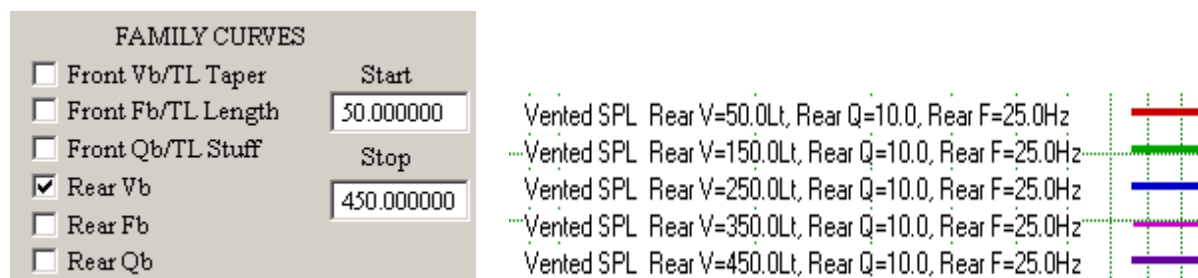 FAMILY CURVES
Front Vb/TL Taper
Front Fb/TL Length
Front Qb/TL Stuff
Rear Vb
Rear Fb
Rear Qb
Start
50.000000
Stop
450.000000
Vented SPL Rear V=50.0Lt, Rear Q=10.0, Rear F=25.0Hz
Vented SPL Rear V=150.0Lt, Rear Q=10.0, Rear F=25.0Hz
Vented SPL Rear V=250.0Lt, Rear Q=10.0, Rear F=25.0Hz
Vented SPL Rear V=350.0Lt, Rear Q=10.0, Rear F=25.0Hz
Vented SPL Rear V=450.0Lt, Rear Q=10.0, Rear F=25.0Hz